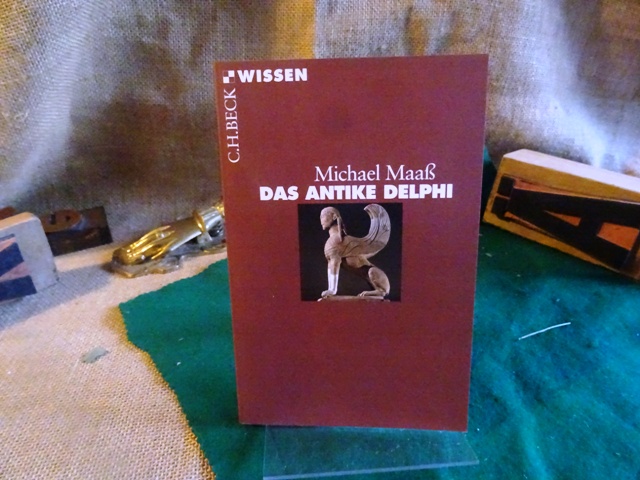 WISSEN
C.H.BECK
Michael Maaß
DAS ANTIKE DELPHI